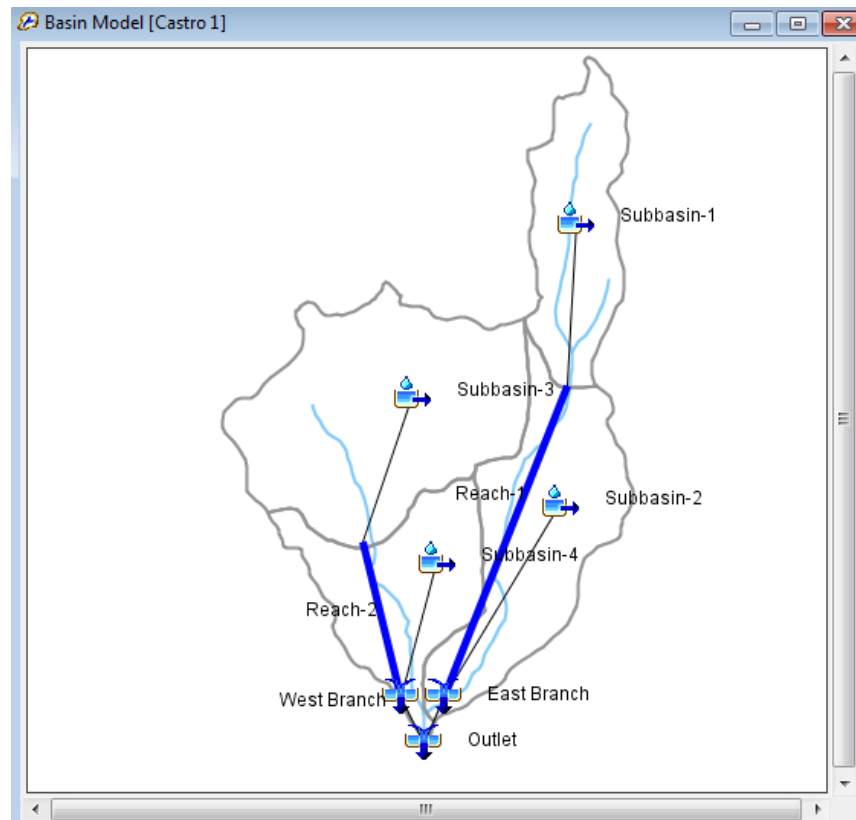 Basin Model [Castro 1]
Subbasin-1
Subbasin-3
Reach-1
Subbasin-2
Subbasin-4
Reach-2
West Branch
East Branch
Outlet